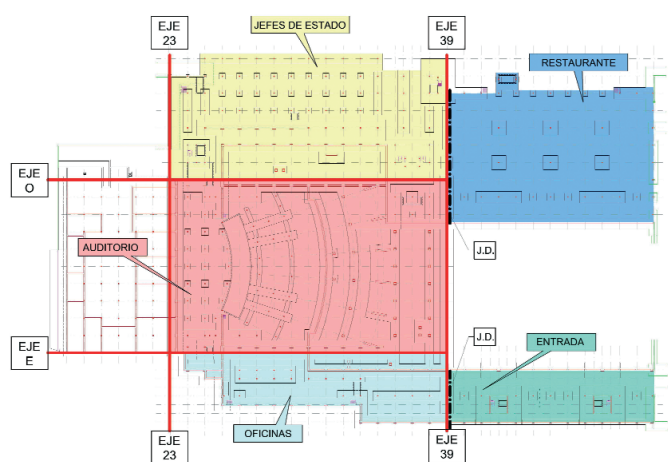 EJE
23
JEFES DE ESTADO
EJE
39
RESTAURANTE
EJE
O
AUDITORIO
J.D.
EJE
E
J.D.
ENTRADA
OFICINAS
EJE
23
EJE
39